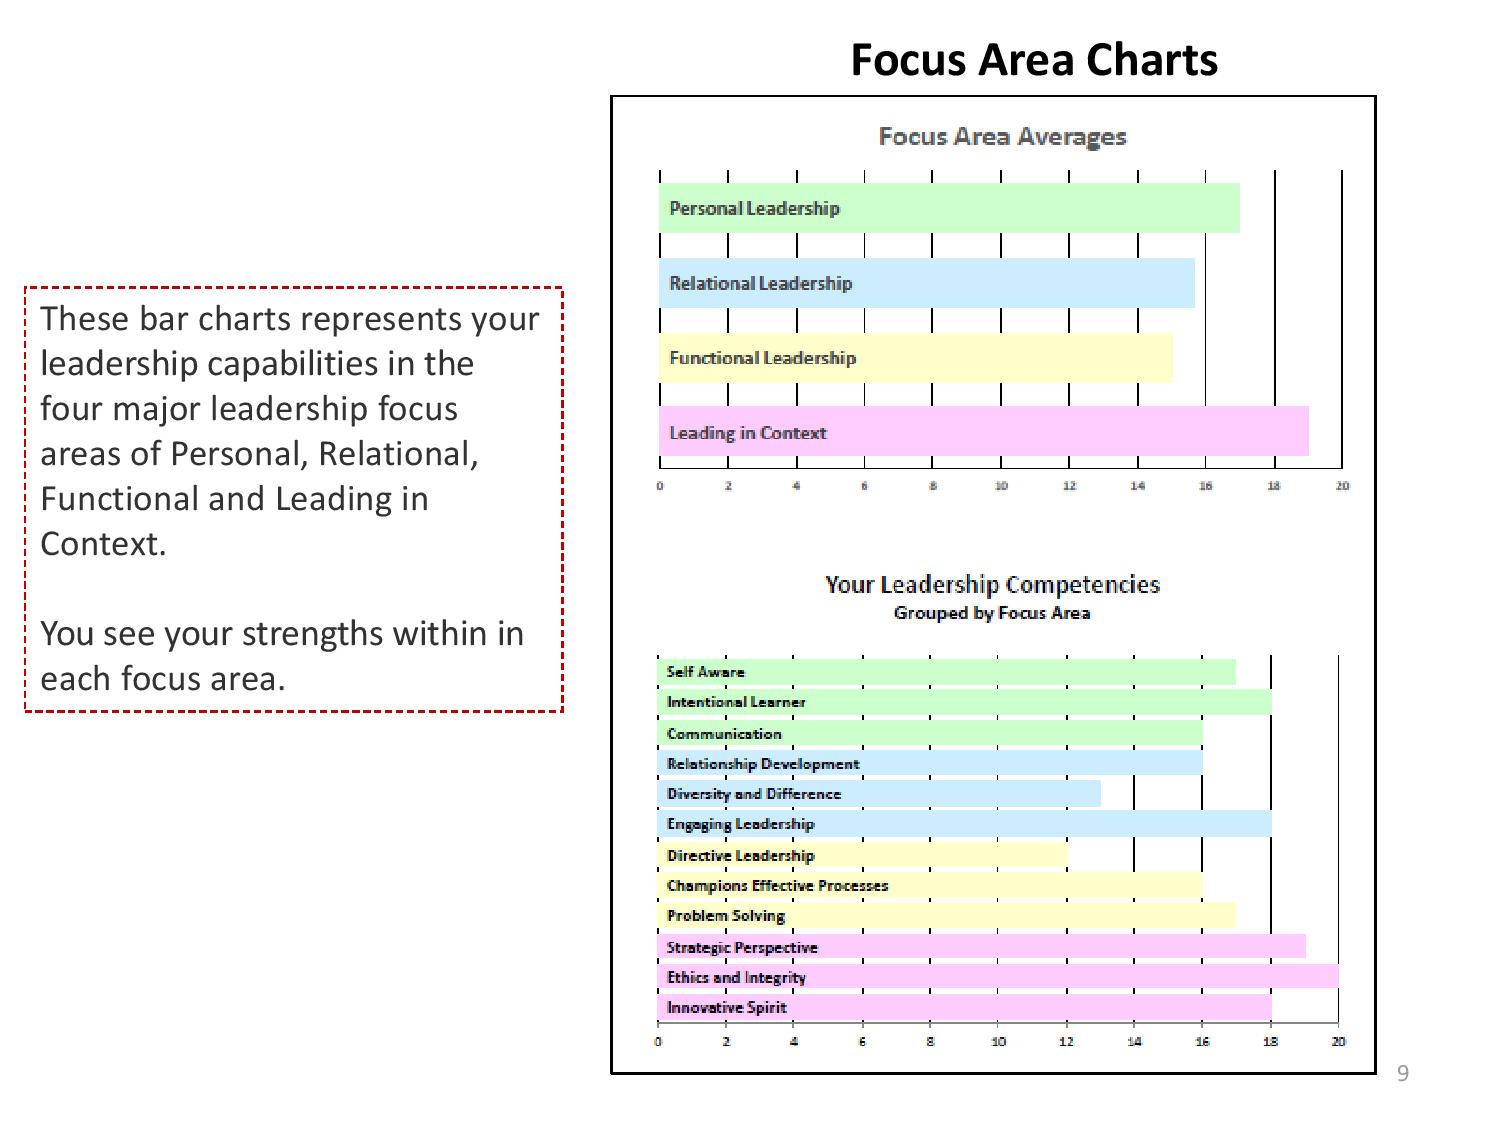 Focus Area Charts
These bar charts represents your
leadership capabilities in the
four major leadership focus
areas of Personal, Relational,
Functional and Leading in
Context.
You see your strengths within in
each focus area.
Focus Area Averages
Personal Leadership
Relational Leadership
Functional Leadership
Leading in Context
0 2 4 6 8 10 12 14 16 18 20
Your Leadership Competencies
Grouped by Focus Area
Self Aware
Intentional Learner
Communication
Relationship Development
Diversity and Difference
Engaging Leadership
Directive Leadership
Champions Effective Processes
Problem Solving
Strategic Perspective
Ethics and Integrity
Innovative Spirit
0 2 4 6 8 10 12 14 16 18 20
9